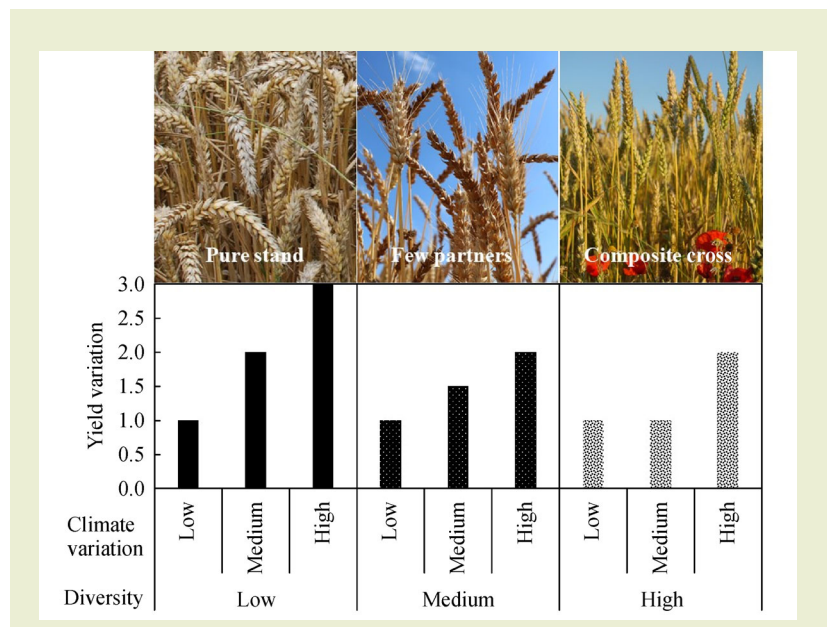 Pure stand
Few partners
Composite cross
3.0
2.5
2.0
1.5
1.0
0.5
0.0
Yield variation
Climate variation
Low
Medium
High
Low
Medium
High
Low
Medium
High
Diversity
Low
Medium
High